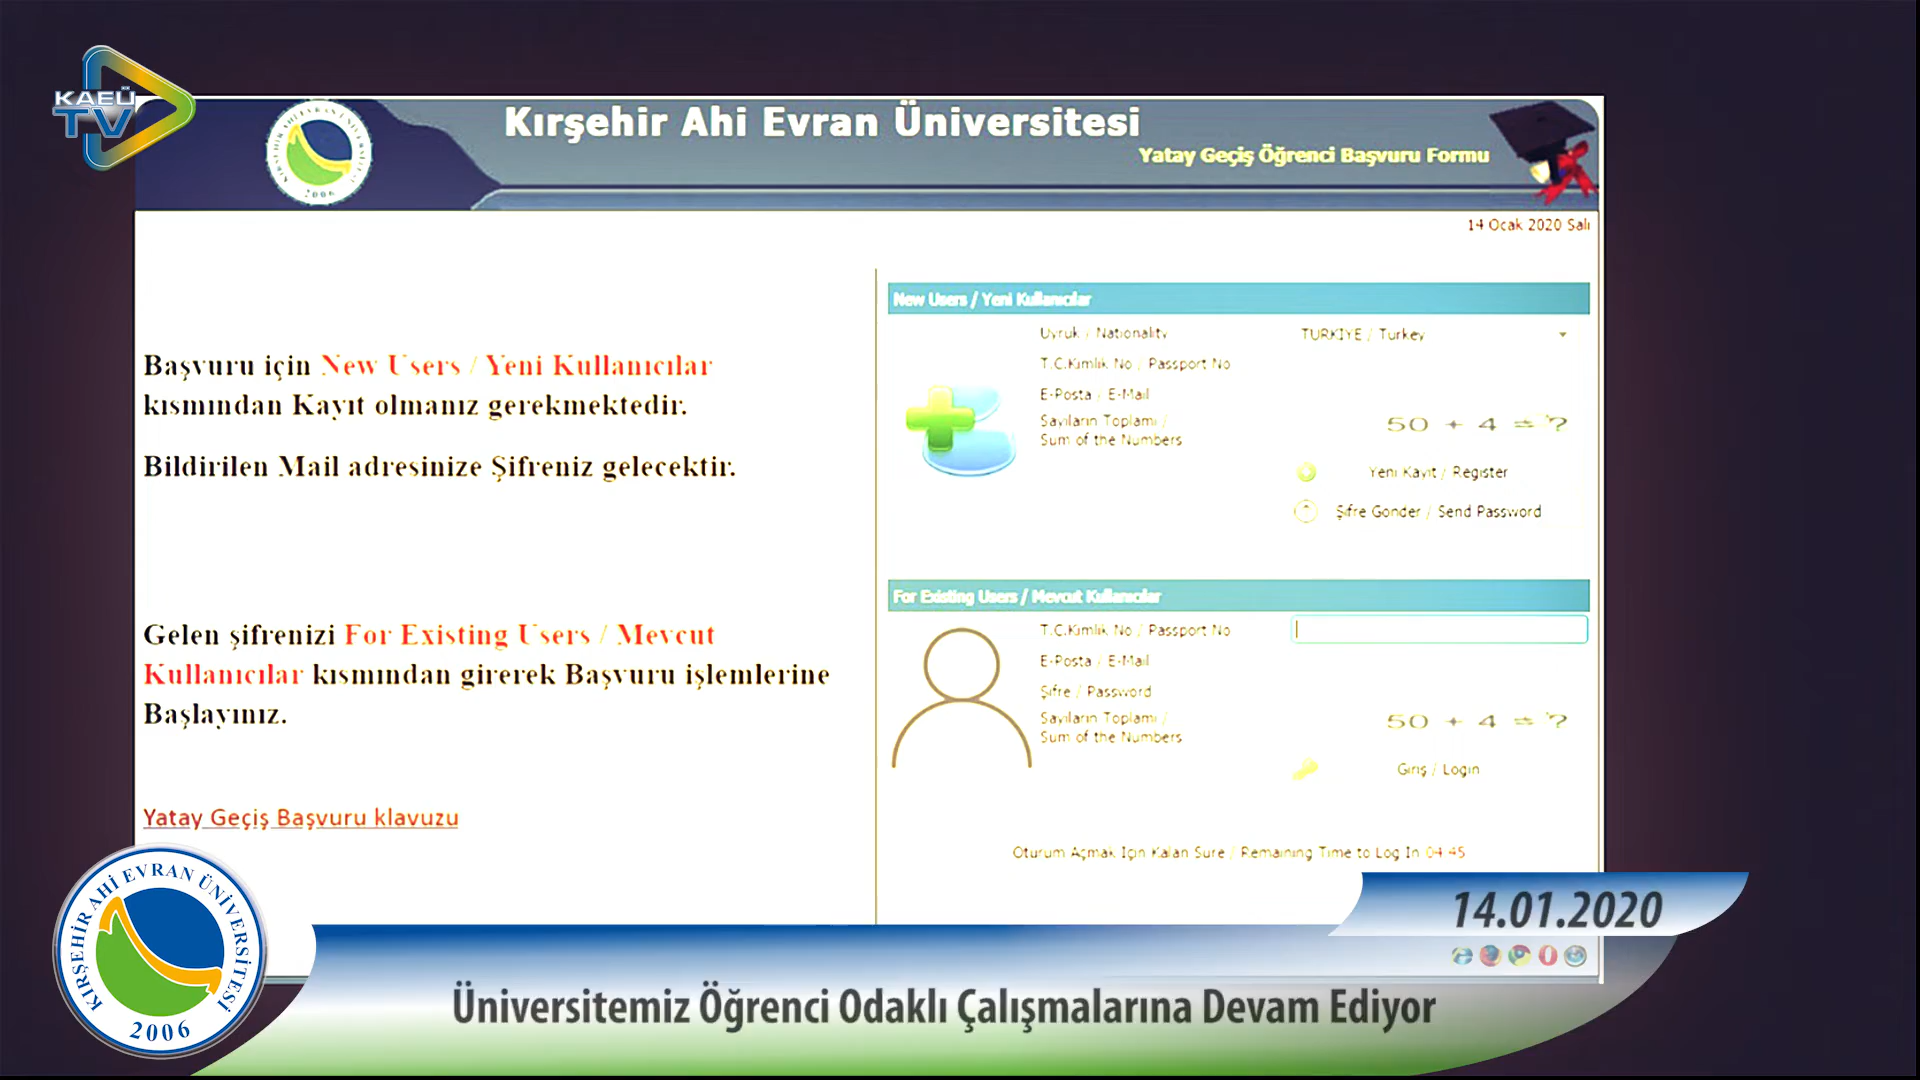 KAEÜ
TV
Kırşehir Ahi Evran Üniversitesi
Yatay Geçiş Öğrenci Başvuru Formu
2006
14 Ocak 2020 Salı
Başvuru için New Users / Yeni Kullanıcılar
kısmından Kayıt olmanız gerekmektedir.
Bildirilen Mail adresinize Şifreniz gelecektir.
Gelen şifrenizi For Existing Users / Mevcut
Kullanıcılar kısmından girerek Başvuru işlemlerine
Başlayınız.
Yatay Geçiş Başvuru klavuzu
New Users / Yeni Kullanıcılar
Uyruk / Nationality
TÜRKİYE / Turkey
T.C.Kimlik No / Passport No
E-Posta / E-Mail
Sayıların Toplamı /
Sum of the Numbers
50 + 4 = ?
Yeni Kayıt / Register
Şifre Gönder / Send Password
For Existing Users / Mevcut Kullanıcılar
T.C.Kimlik No / Passport No
E-Posta / E-Mail
Şifre / Password
Sayıların Toplamı /
Sum of the Numbers
50 + 4 = ?
Giriş / Login
Oturum Açmak İçin Kalan Süre / Remaining Time to Log In 04:45
14.01.2020
KIRŞEHİR AHİ EVRAN ÜNİVERSİTESİ
2006
Üniversitemiz Öğrenci Odaklı Çalışmalarına Devam Ediyor